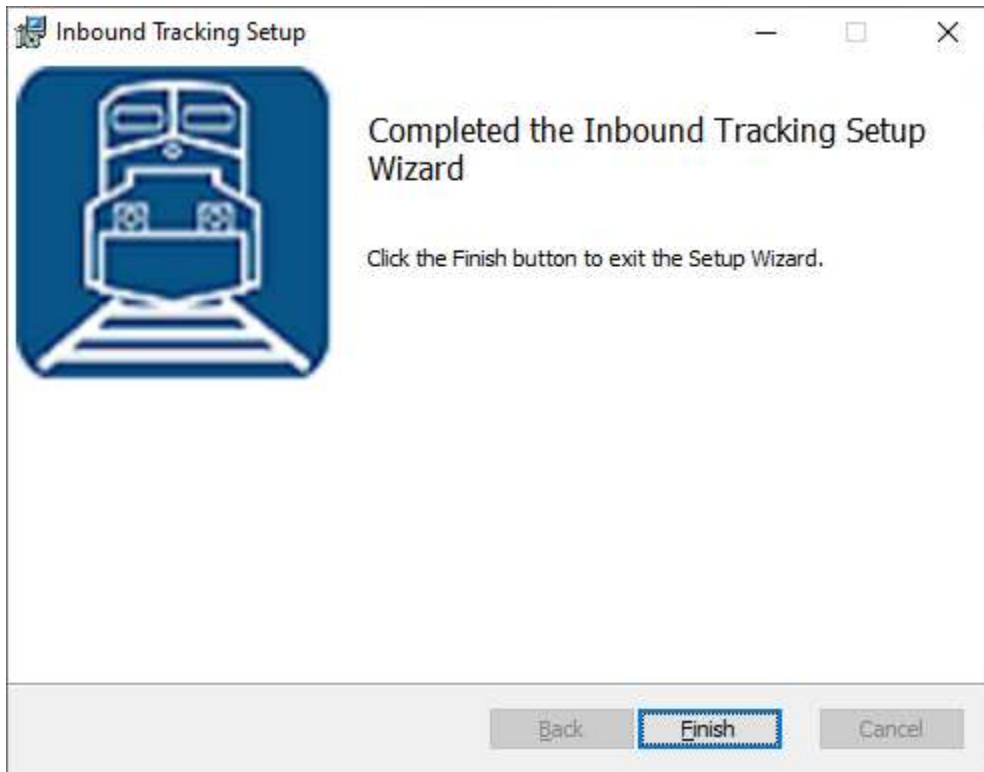 Inbound Tracking Setup
Completed the Inbound Tracking Setup
Wizard
Click the Finish button to exit the Setup Wizard.
Back Finish Cancel